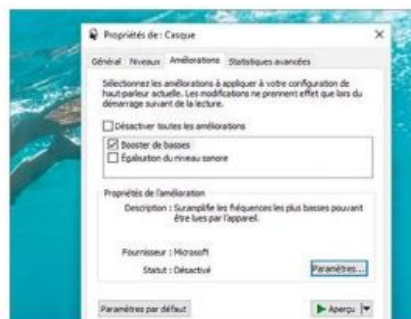 Propriétés de : Casque
Général Niveaux Améliorations Statistiques avancées
Sélectionnez les améliorations à appliquer à votre configuration de
haut-parleur actuelle. Les modifications ne prennent effet que lors du
démarrage suivant de la lecture.
Désactiver toutes les améliorations
Booster de basses
Égalisation du niveau sonore
Propriétés de l'amélioration
Description : Suramplifie les fréquences les plus basses pouvant
être lues par l'appareil.
Fournisseur : Microsoft
Statut : Désactivé
Paramètres...
Paramètres par défaut
Aperçu